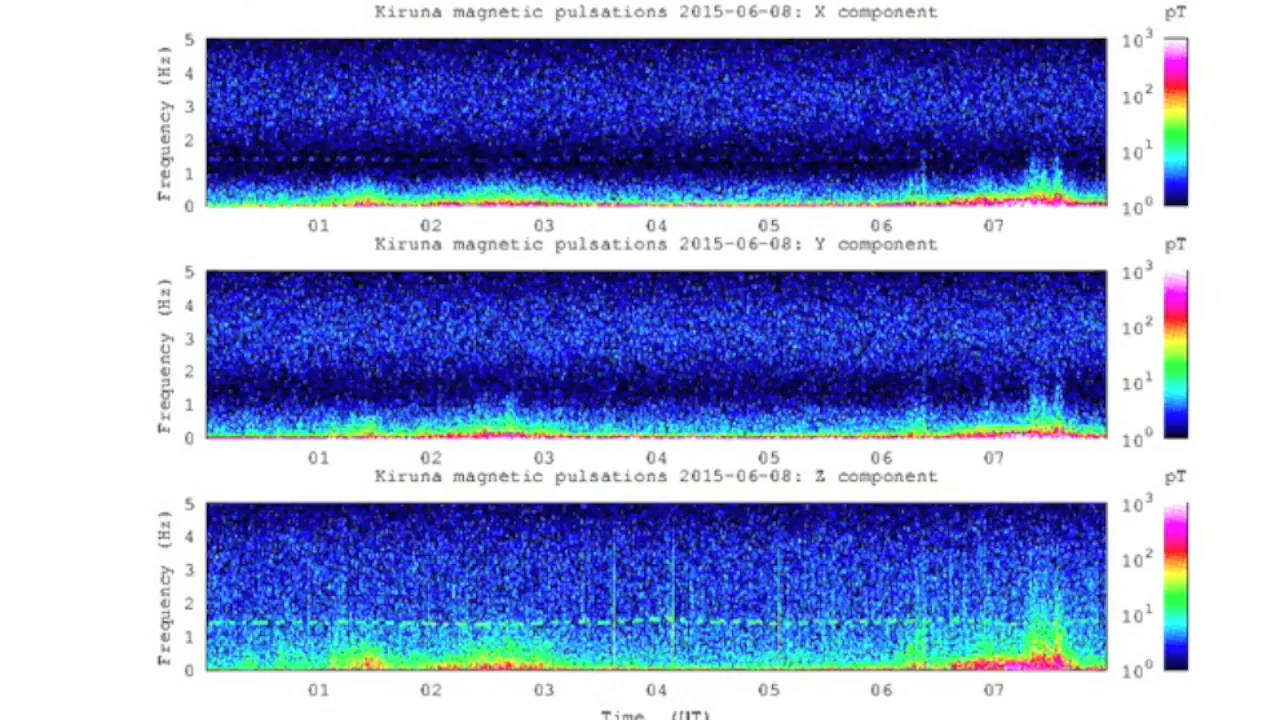 Kiruna magnetic pulsations 2015-06-08: X component pT
5 10³
4
Frequency (Hz) 3 10²
2 10¹
1
0 10⁰
01 02 03 04 05 06 07
Kiruna magnetic pulsations 2015-06-08: Y component pT
5 10³
4
Frequency (Hz) 3 10²
2 10¹
1
0 10⁰
01 02 03 04 05 06 07
Kiruna magnetic pulsations 2015-06-08: Z component pT
5 10³
4
Frequency (Hz) 3 10²
2 10¹
1
0 10⁰
01 02 03 04 05 06 07
Time (UT)